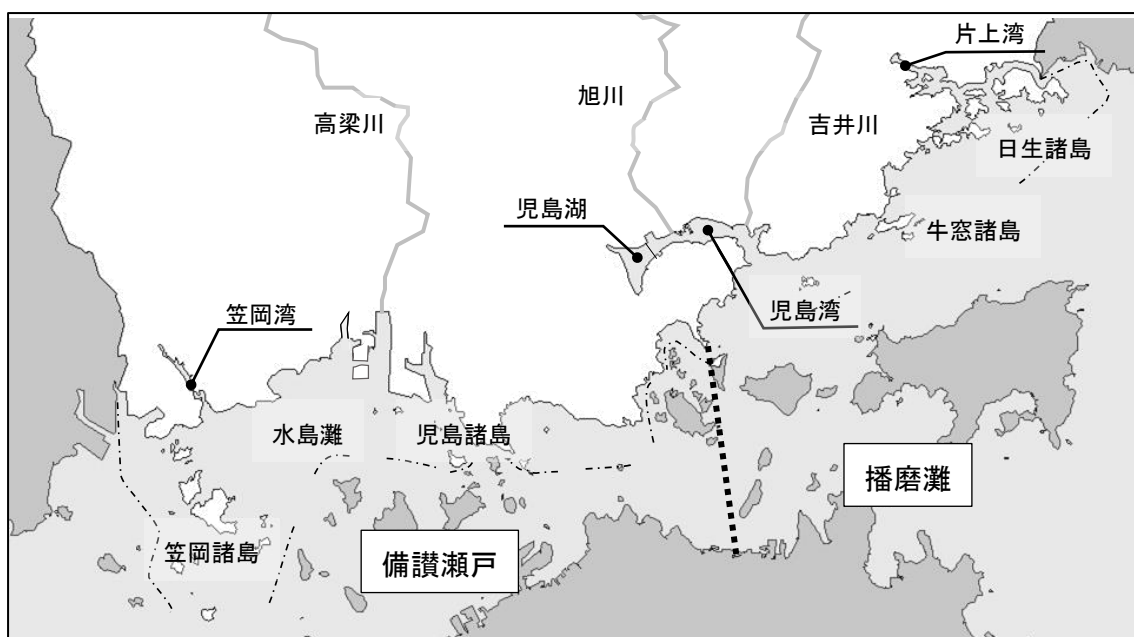 片上湾
旭川
高梁川
吉井川
日生諸島
児島湖
牛窓諸島
笠岡湾
児島湾
水島灘
児島諸島
播磨灘
笠岡諸島
備讃瀬戸